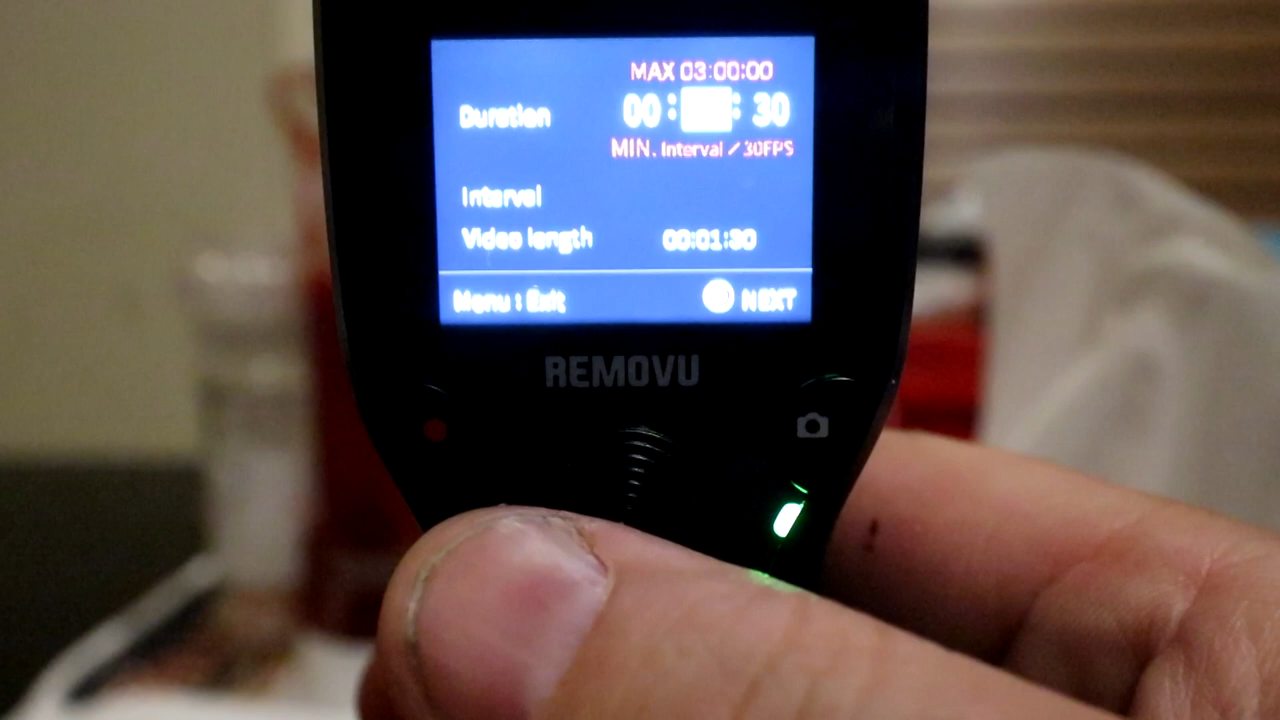 MAX 03:00:00
Duration 00 : : 30
MIN. Interval / 30FPS
Interval
Video length 00:01:30
Menu : Exit NEXT
REMOVU